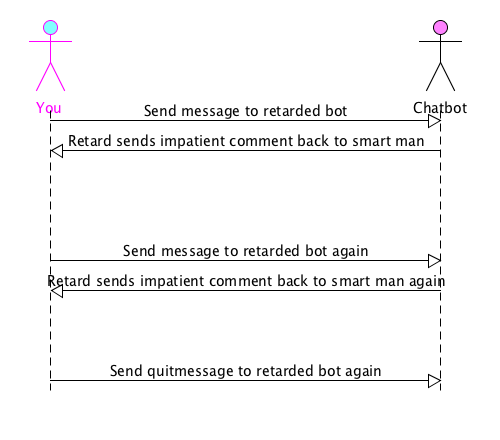 You
Chatbot
Send message to retarded bot
Retard sends impatient comment back to smart man
Send message to retarded bot again
Retard sends impatient comment back to smart man again
Send quitmessage to retarded bot again